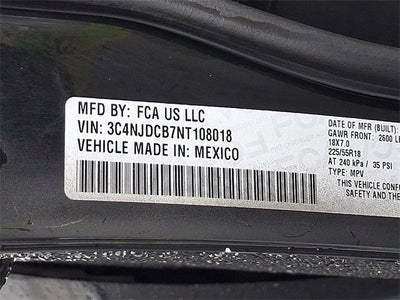 MFD BY: FCA US LLC
VIN: 3C4NJDCB7NT108018
VEHICLE MADE IN: MEXICO
DATE OF MFR (BUILT):
GAWR FRONT: 2600 L
18X7.0
225/55R18
AT 240 kPa / 35 PSI
TYPE: MPV
THIS VEHICLE CONF
SAFETY AND THE